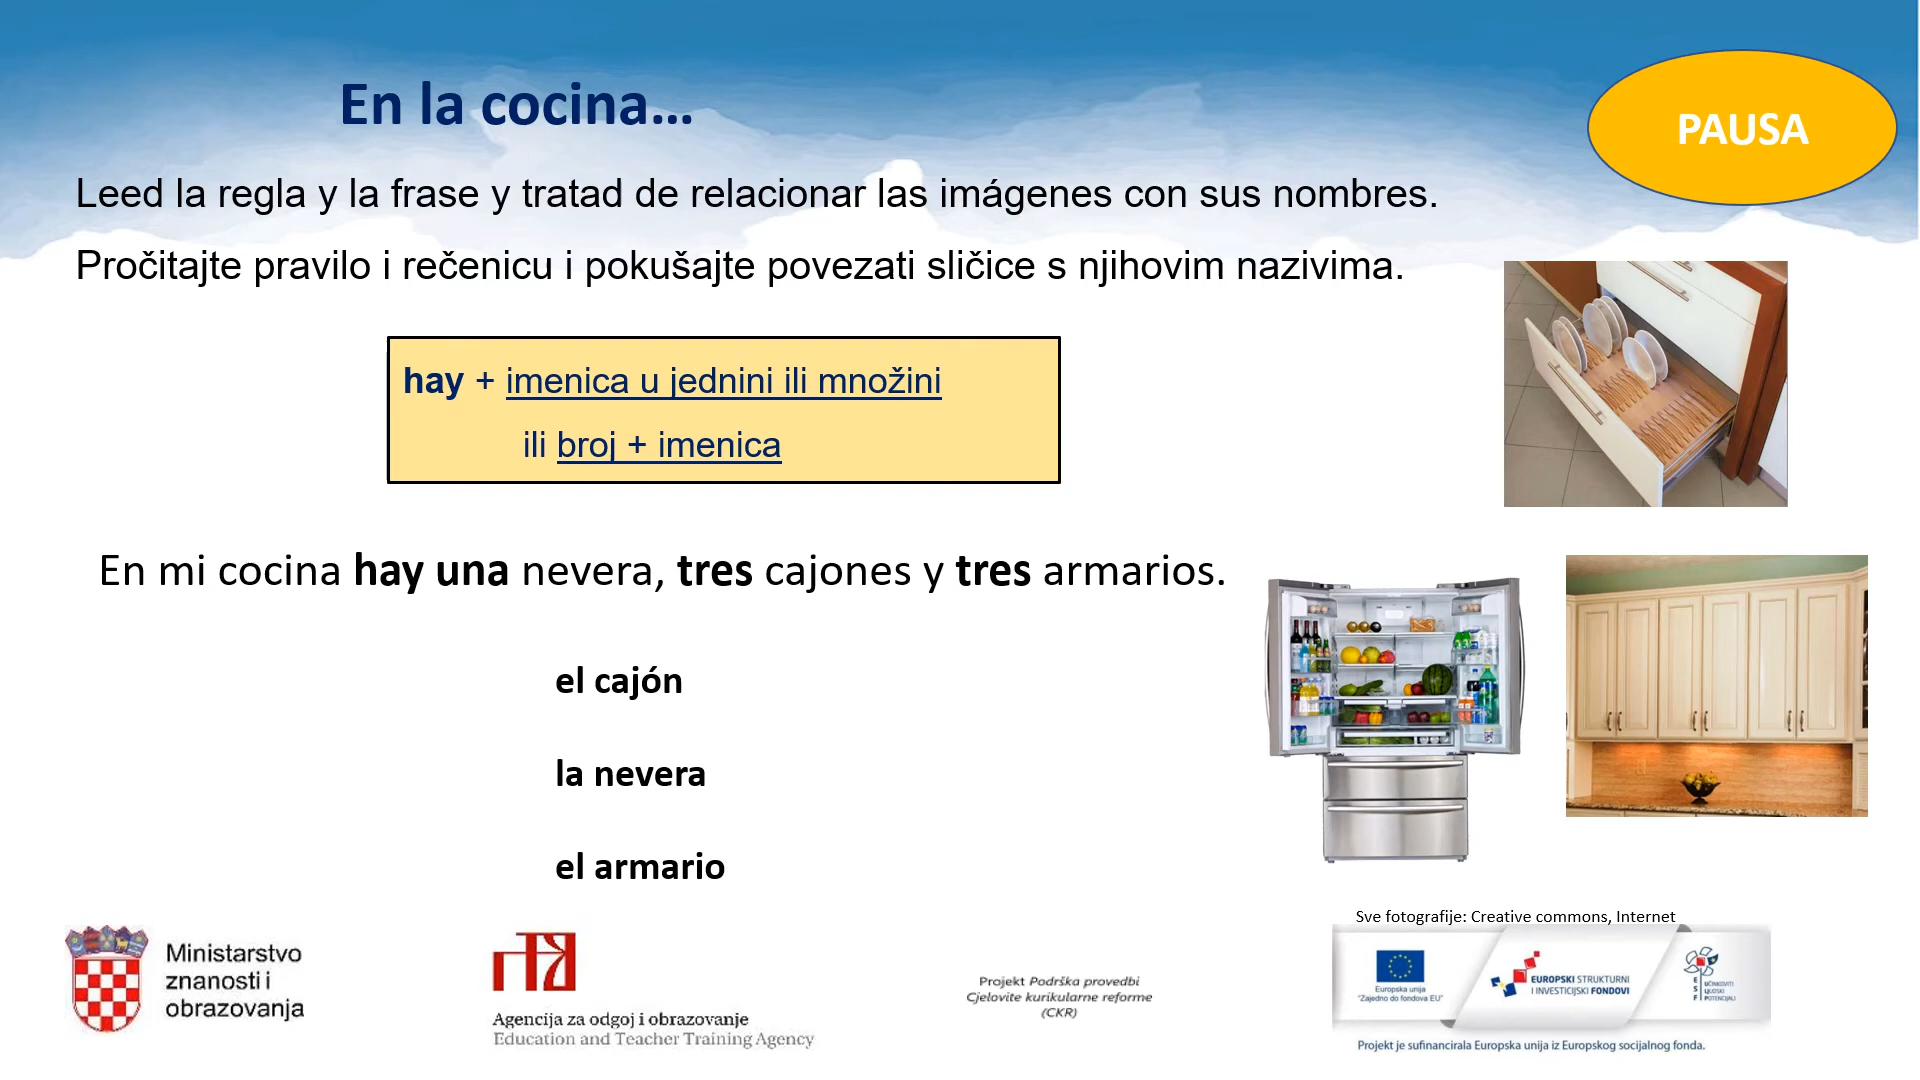 En la cocina…
PAUSA
Leed la regla y la frase y tratad de relacionar las imágenes con sus nombres.
Pročitajte pravilo i rečenicu i pokušajte povezati sličice s njihovim nazivima.
hay + imenica u jednini ili množini
ili broj + imenica
En mi cocina hay una nevera, tres cajones y tres armarios.
el cajón
la nevera
el armario
Sve fotografije: Creative commons, Internet
Ministarstvo
znanosti i
obrazovanja
Agencija za odgoj i obrazovanje
Education and Teacher Training Agency
Projekt Podrška provedbi
Cjelovite kurikularne reforme
(CKR)
Europska unija
"Zajedno do fondova EU"
EUROPSKI STRUKTURNI
I INVESTICIJSKI FONDOVI
ESF
UČINKOVITI
LJUDSKI
POTENCIJALI
Projekt je sufinancirala Europska unija iz Europskog socijalnog fonda.